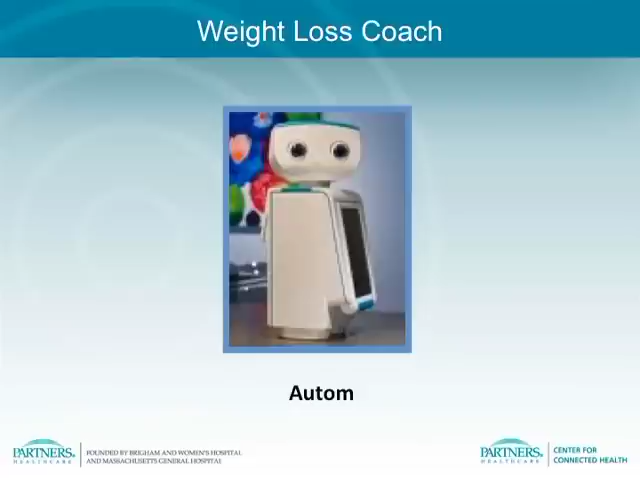 Weight Loss Coach
Autom
PARTNERS.
HEALTHCARE
FOUNDED BY BRIGHAM AND WOMEN'S HOSPITAL
AND MASSACHUSETTS GENERAL HOSPITAL
PARTNERS.
HEALTHCARE
CENTER FOR
CONNECTED HEALTH